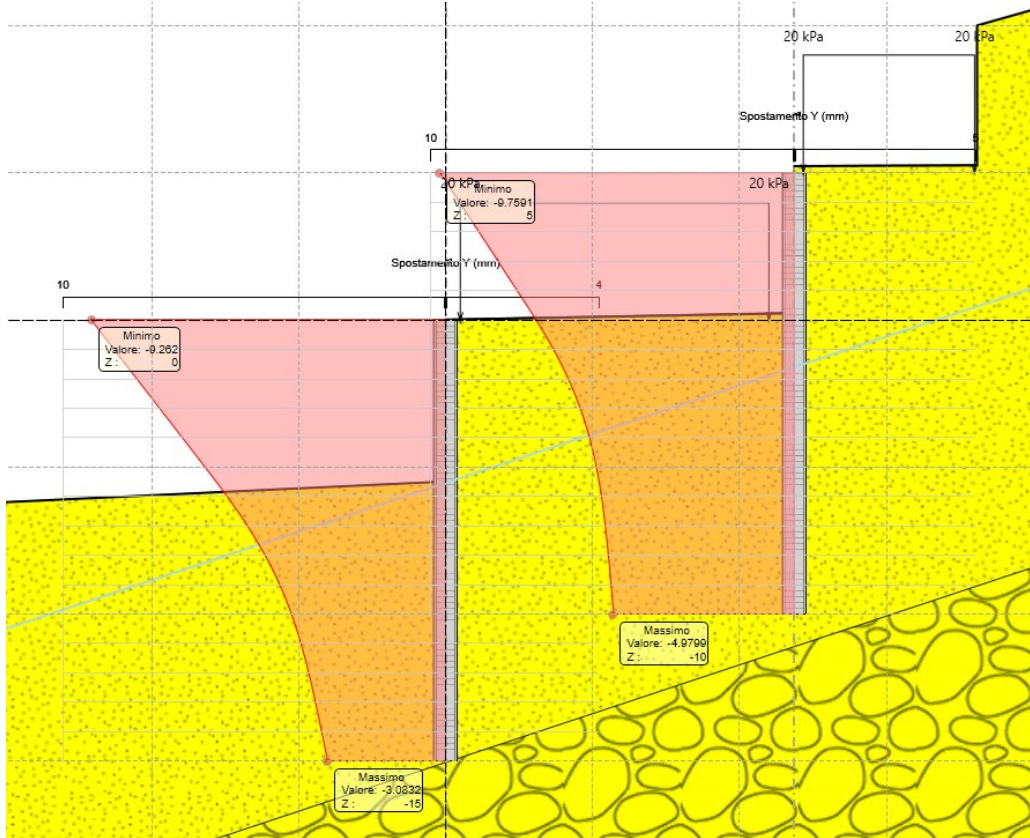 20 kPa
20 kPa
Spostamento Y (mm)
10
5
20 kPa
20 kPa
Minimo
Valore: -9.7591
Z : 5
Spostamento Y (mm)
10
4
Minimo
Valore: -9.262
Z : 0
Massimo
Valore: -4.9799
Z : -10
Massimo
Valore: -3.0832
Z : -15